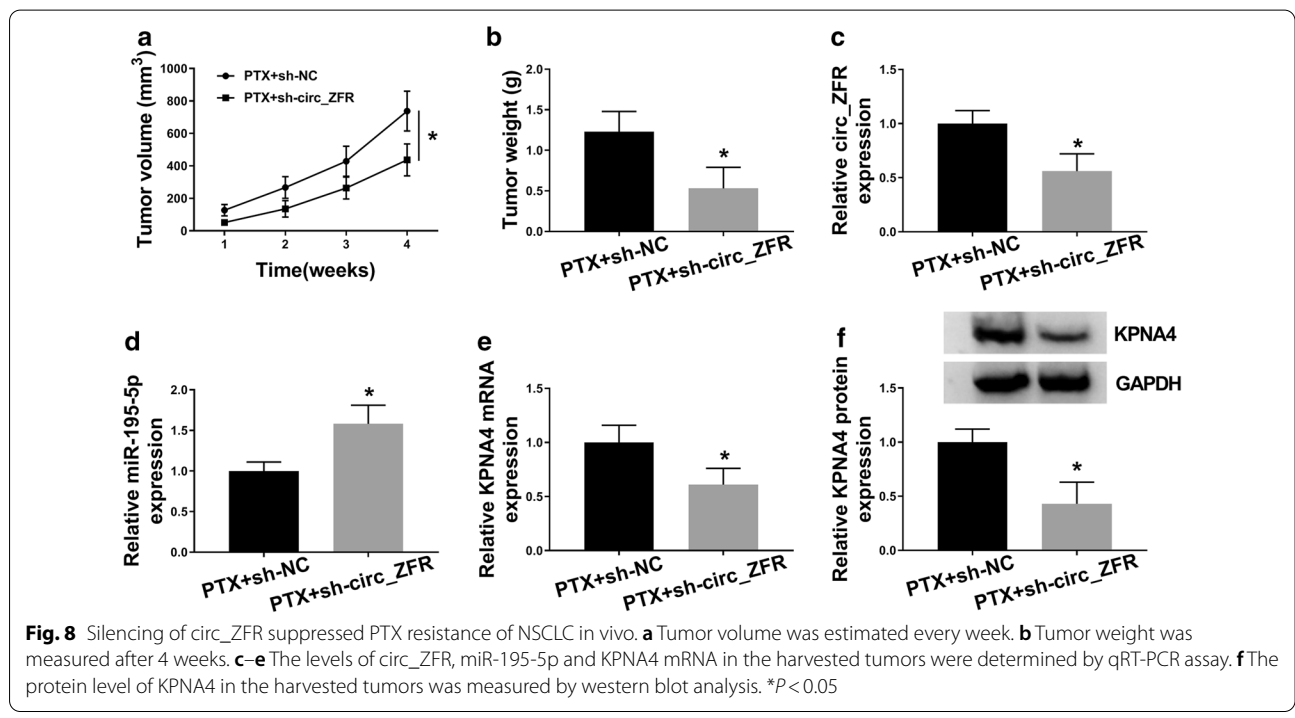 a
Tumor volume (mm³)
1000
800
600
400
200
0
PTX+sh-NC
PTX+sh-circ_ZFR
*
1 2 3 4
Time(weeks)
b
Tumor weight (g)
2.0
1.5
1.0
0.5
0.0
*
PTX+sh-NC
PTX+sh-circ_ZFR
c
Relative circ_ZFR
expression
1.5
1.0
0.5
0.0
*
PTX+sh-NC
PTX+sh-circ_ZFR
d
Relative miR-195-5p
expression
2.0
1.5
1.0
0.5
0.0
*
PTX+sh-NC
PTX+sh-circ_ZFR
e
Relative KPNA4 mRNA
expression
1.5
1.0
0.5
0.0
*
PTX+sh-NC
PTX+sh-circ_ZFR
f
KPNA4
GAPDH
Relative KPNA4 protein
expression
1.5
1.0
0.5
0.0
*
PTX+sh-NC
PTX+sh-circ_ZFR
Fig. 8 Silencing of circ_ZFR suppressed PTX resistance of NSCLC in vivo. a Tumor volume was estimated every week. b Tumor weight was
measured after 4 weeks. c–e The levels of circ_ZFR, miR-195-5p and KPNA4 mRNA in the harvested tumors were determined by qRT-PCR assay. f The
protein level of KPNA4 in the harvested tumors was measured by western blot analysis. *P < 0.05